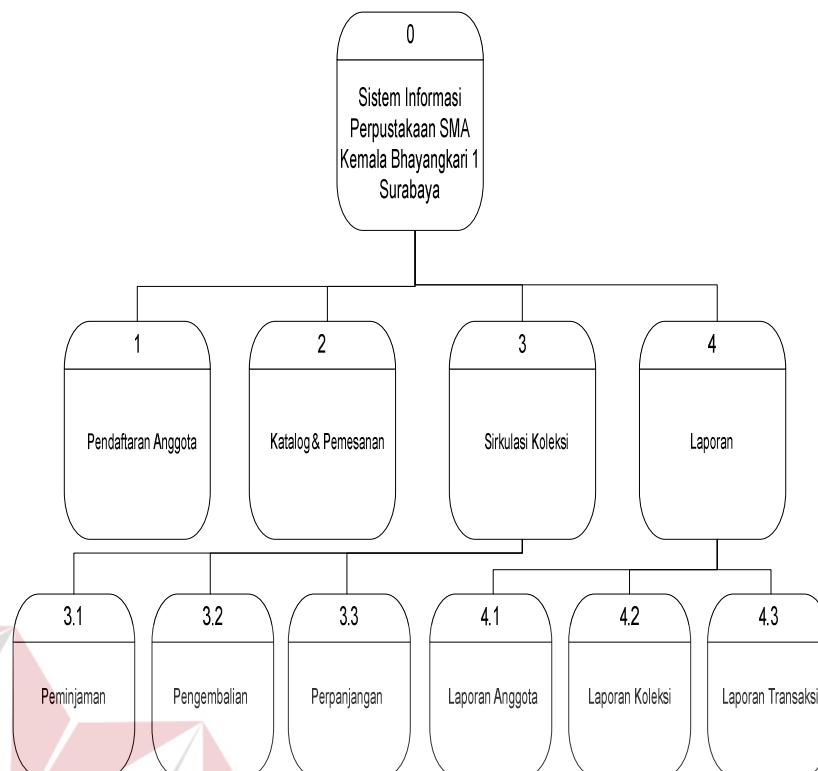 0
Sistem Informasi
Perpustakaan SMA
Kemala Bhayangkari 1
Surabaya
1
Pendaftaran Anggota
2
Katalog & Pemesanan
3
Sirkulasi Koleksi
4
Laporan
3.1
Peminjaman
3.2
Pengembalian
3.3
Perpanjangan
4.1
Laporan Anggota
4.2
Laporan Koleksi
4.3
Laporan Transaksi